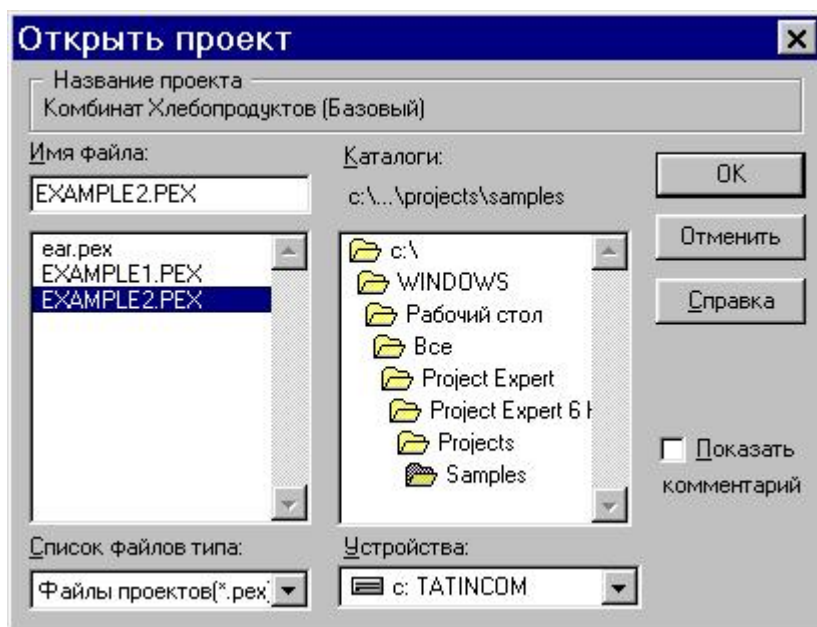 Открыть проект
Название проекта
Комбинат Хлебопродуктов (Базовый)
Имя файла:
EXAMPLE2.PEX
ear.pex
EXAMPLE1.PEX
EXAMPLE2.PEX
Список файлов типа:
Файлы проектов(*.pex)
Каталоги:
c:\...\projects\samples
c:\
WINDOWS
Рабочий стол
Все
Project Expert
Project Expert 6
Projects
Samples
Устройства:
c: TATINCOM
OK
Отменить
Справка
Показать
комментарий